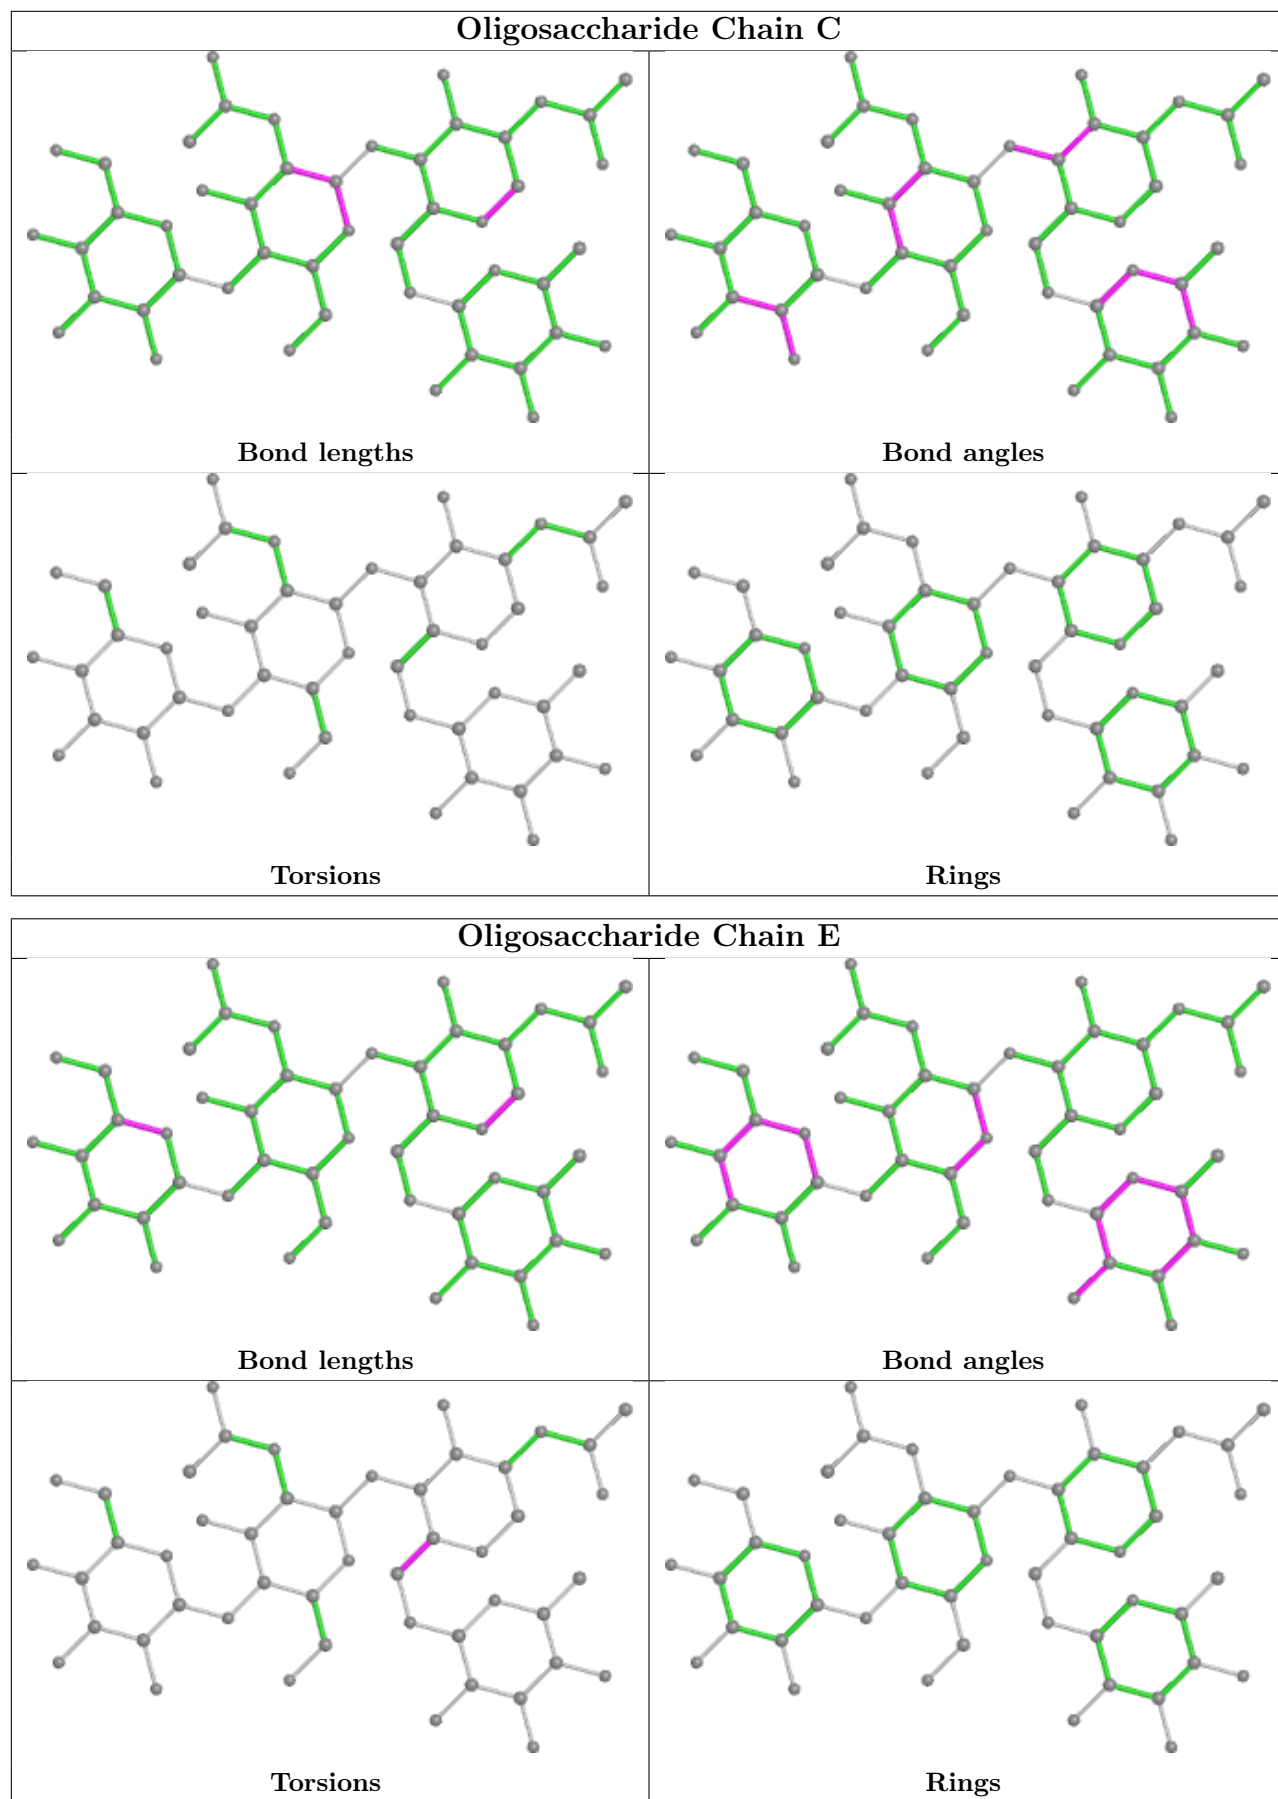 Oligosaccharide Chain C
Bond lengths
Bond angles
Torsions
Rings
Oligosaccharide Chain E
Bond lengths
Bond angles
Torsions
Rings